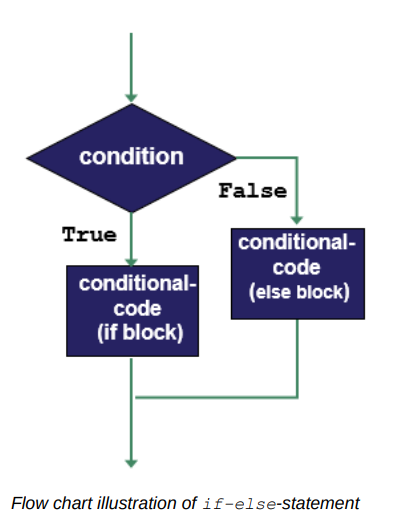 condition
False
True
conditional-
code
(else block)
conditional-
code
(if block)
Flow chart illustration of if-else-statement